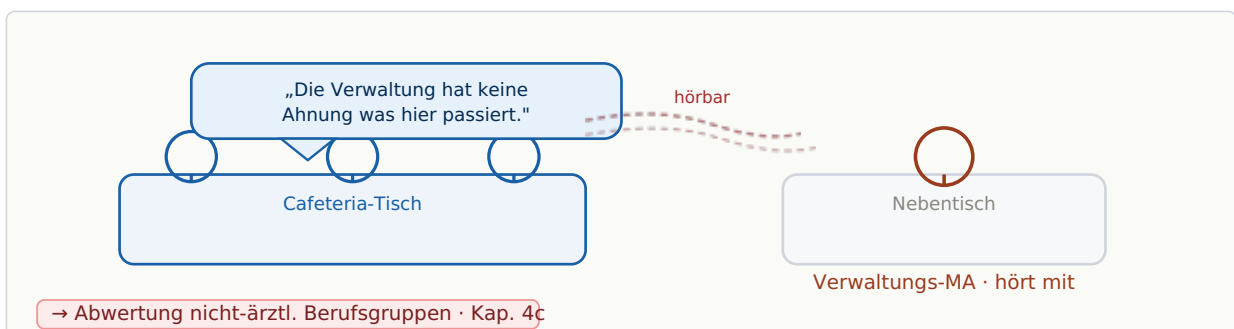 „Die Verwaltung hat keine
Ahnung was hier passiert."
hörbar
Cafeteria-Tisch
Nebentisch
Verwaltungs-MA · hört mit
→ Abwertung nicht-ärztl. Berufsgruppen · Kap. 4c